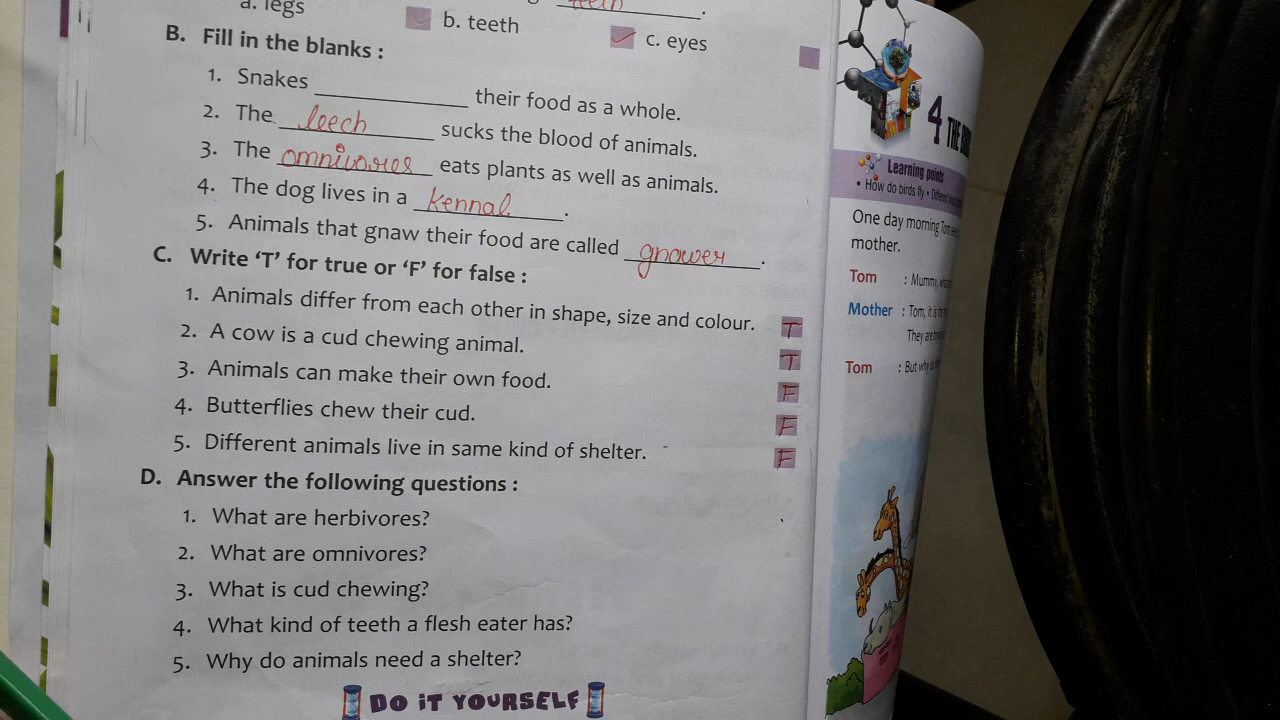 a. legs
b. teeth
c. eyes
B. Fill in the blanks :
1. Snakes ____________ their food as a whole.
2. The leech sucks the blood of animals.
3. The omnivores eats plants as well as animals.
4. The dog lives in a kennal.
5. Animals that gnaw their food are called gnower.
C. Write ‘T’ for true or ‘F’ for false :
1. Animals differ from each other in shape, size and colour. T
2. A cow is a cud chewing animal. T
3. Animals can make their own food. F
4. Butterflies chew their cud. F
5. Different animals live in same kind of shelter. F
D. Answer the following questions :
1. What are herbivores?
2. What are omnivores?
3. What is cud chewing?
4. What kind of teeth a flesh eater has?
5. Why do animals need a shelter?
DO iT YOURSELF
4 THE
Learning points
• How do birds fly • Different
One day morning Tom
mother.
Tom : Mummy,
Mother : Tom, it is
They are
Tom : But why